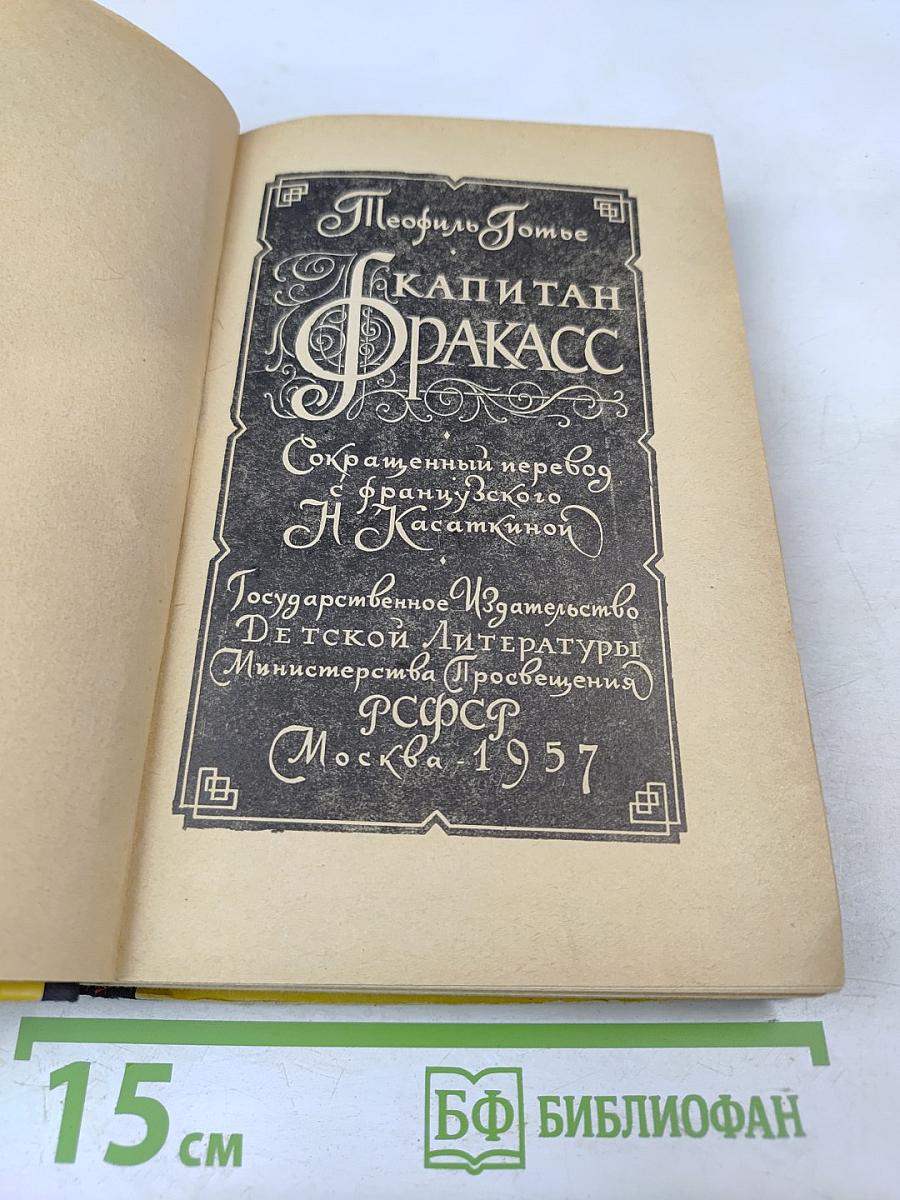 Теофиль Готье
КАПИТАН
ФРАКАСС
Сокращенный перевод
с французского
Н Касаткиной
Государственное Издательство
Детской Литературы
Министерства Просвещения
РСФСР
Москва - 1957
15 см
БФ БИБЛИОФАН